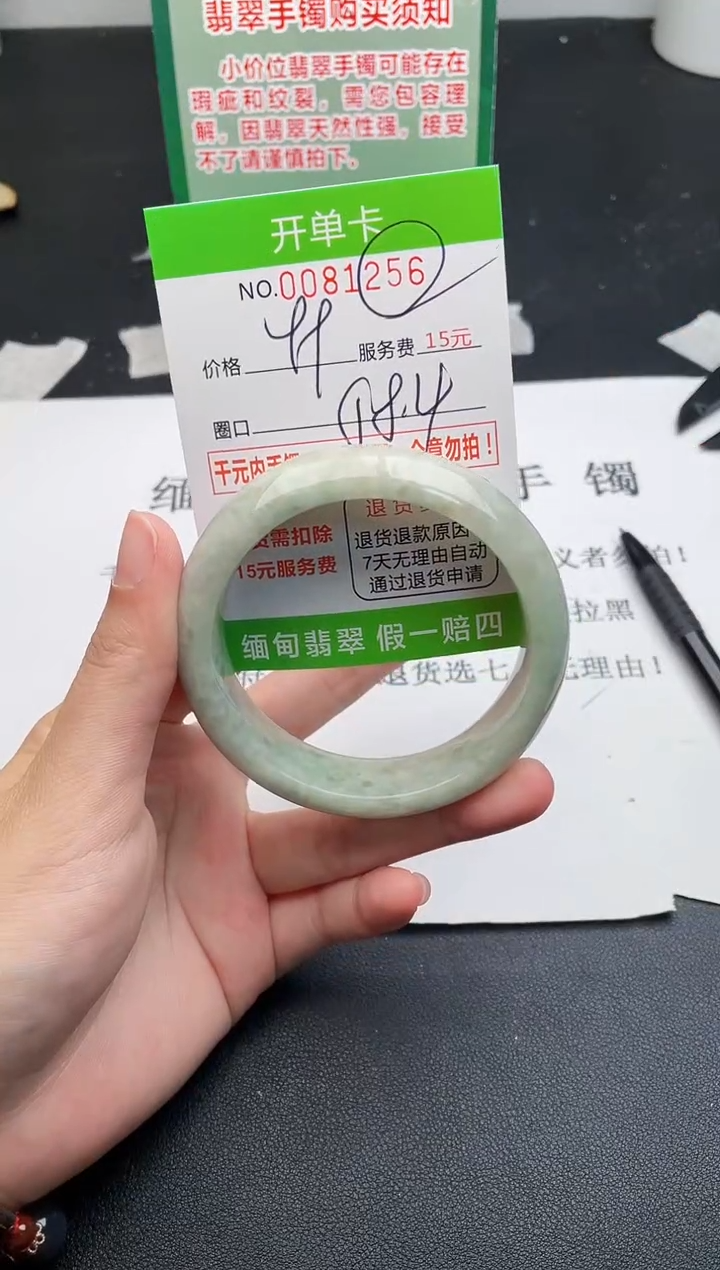 翡翠手镯购买须知
小价位翡翠手镯可能存在
瑕疵和纹裂，需您包容理
解，因翡翠天然性强，接受
不了请谨慎拍下。
开单卡
NO.0081256
价格
服务费 15元
圈口
千元内手镯 介意勿拍！
缅 手 镯
退货
货需扣除
退货退款原因
义者勿拍！
15元服务费
7天无理由自动
通过退货申请
拉黑
缅甸翡翠 假一赔四
退货选七 无理由！